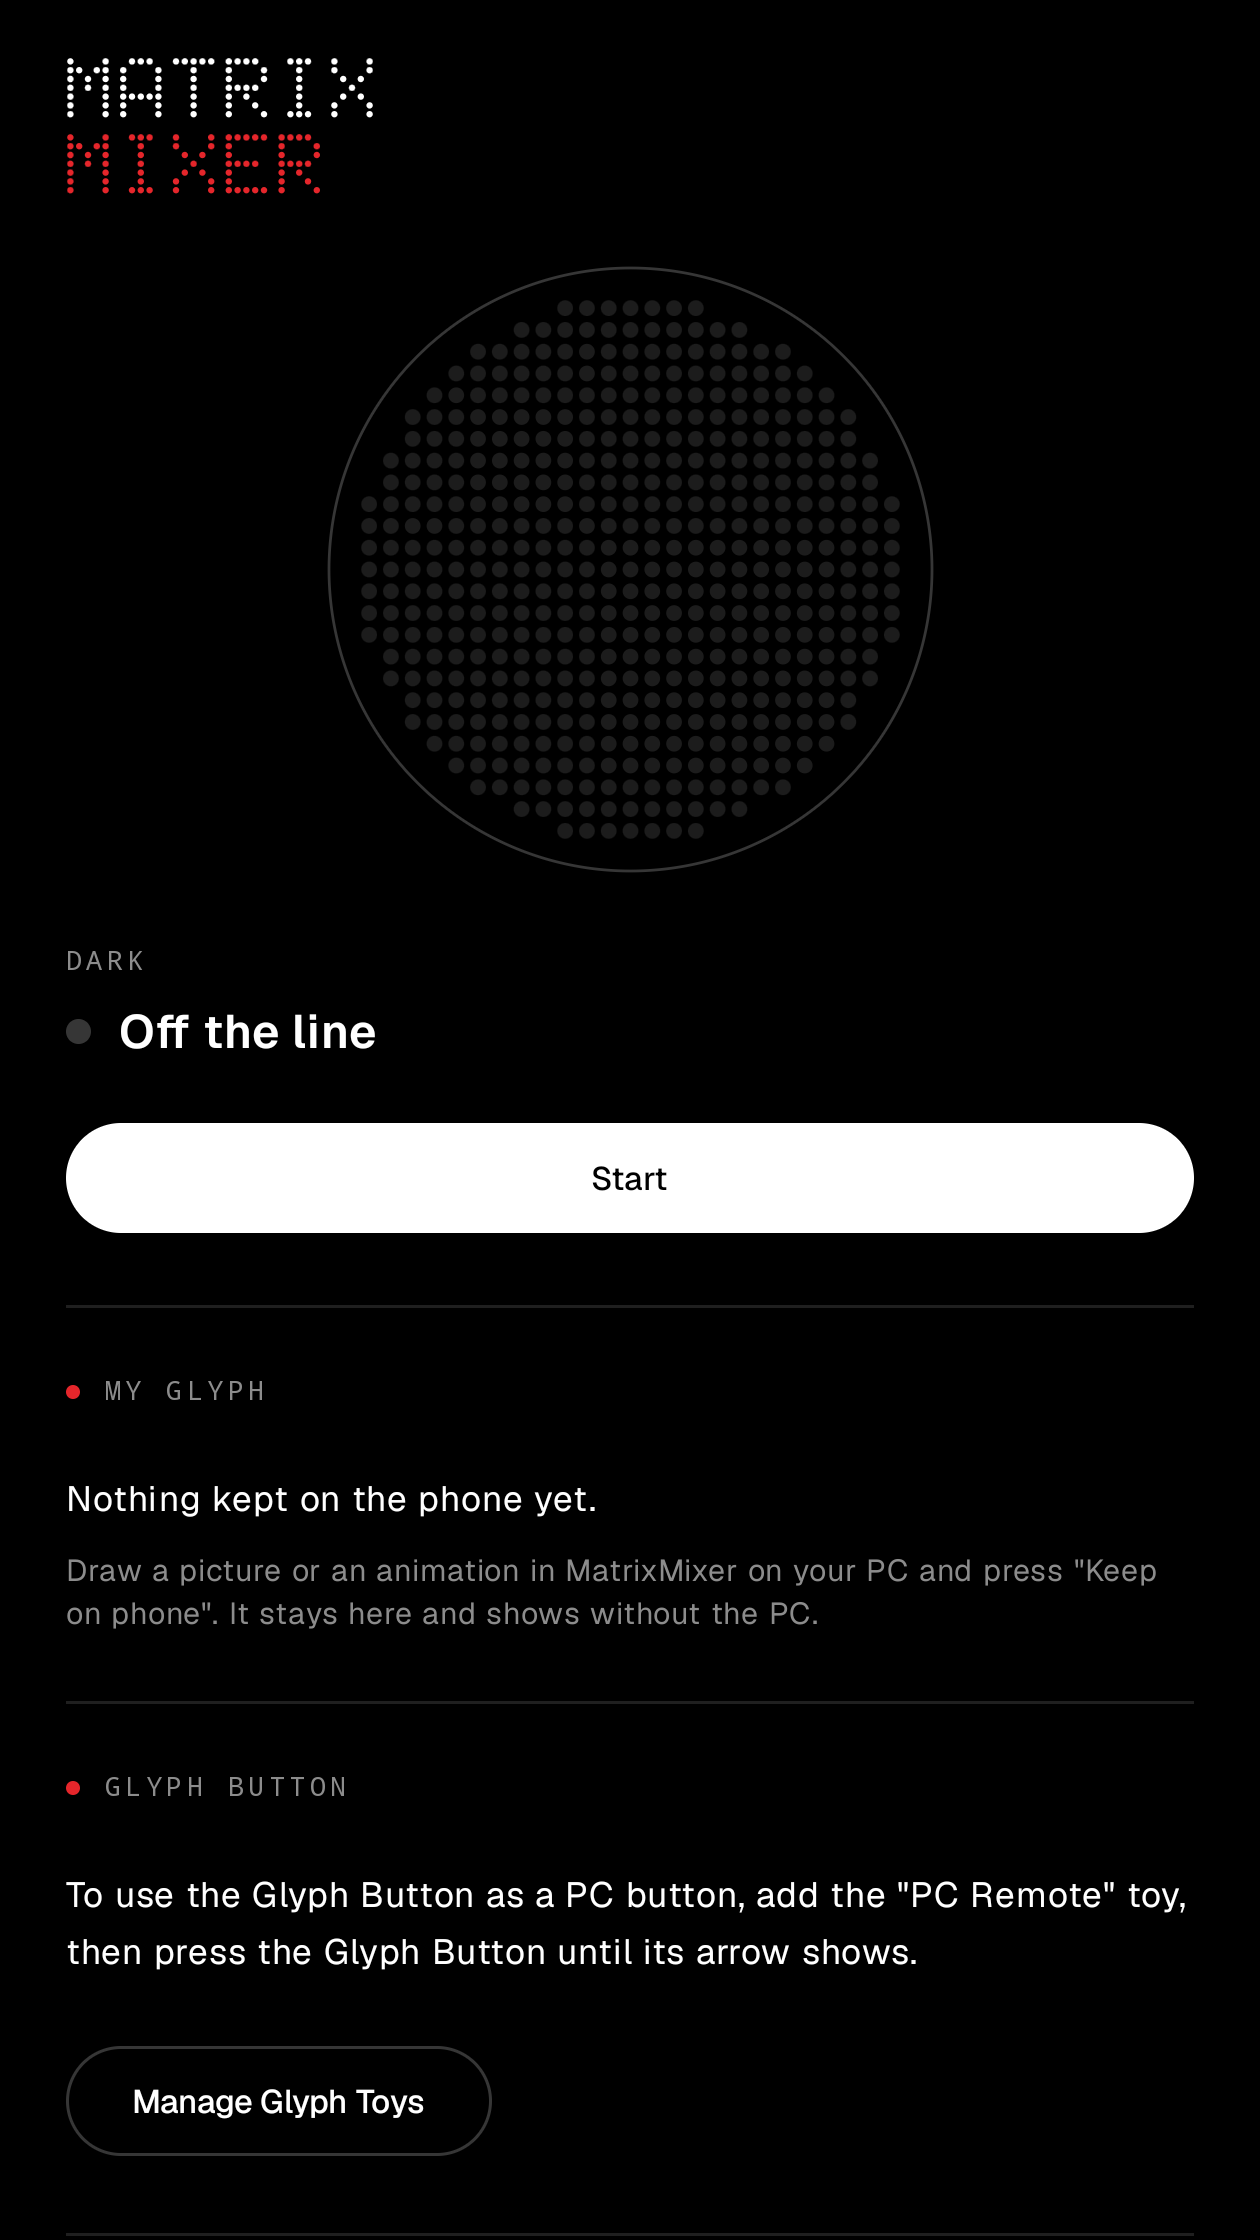 MATRIX
MIXER
DARK
Off the line
Start
MY GLYPH
Nothing kept on the phone yet.
Draw a picture or an animation in MatrixMixer on your PC and press "Keep
on phone". It stays here and shows without the PC.
GLYPH BUTTON
To use the Glyph Button as a PC button, add the "PC Remote" toy,
then press the Glyph Button until its arrow shows.
Manage Glyph Toys